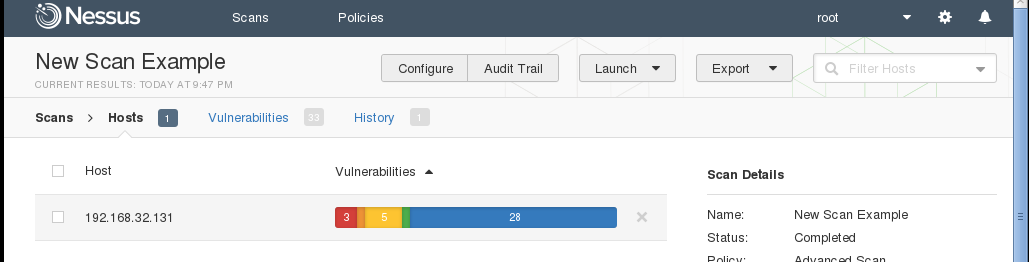 Nessus Scans Policies root
New Scan Example
CURRENT RESULTS: TODAY AT 9:47 PM
Configure Audit Trail Launch Export Filter Hosts
Scans > Hosts 1 Vulnerabilities 33 History 1
Host Vulnerabilities
192.168.32.131 3 5 28
Scan Details
Name: New Scan Example
Status: Completed
Policy: Advanced Scan